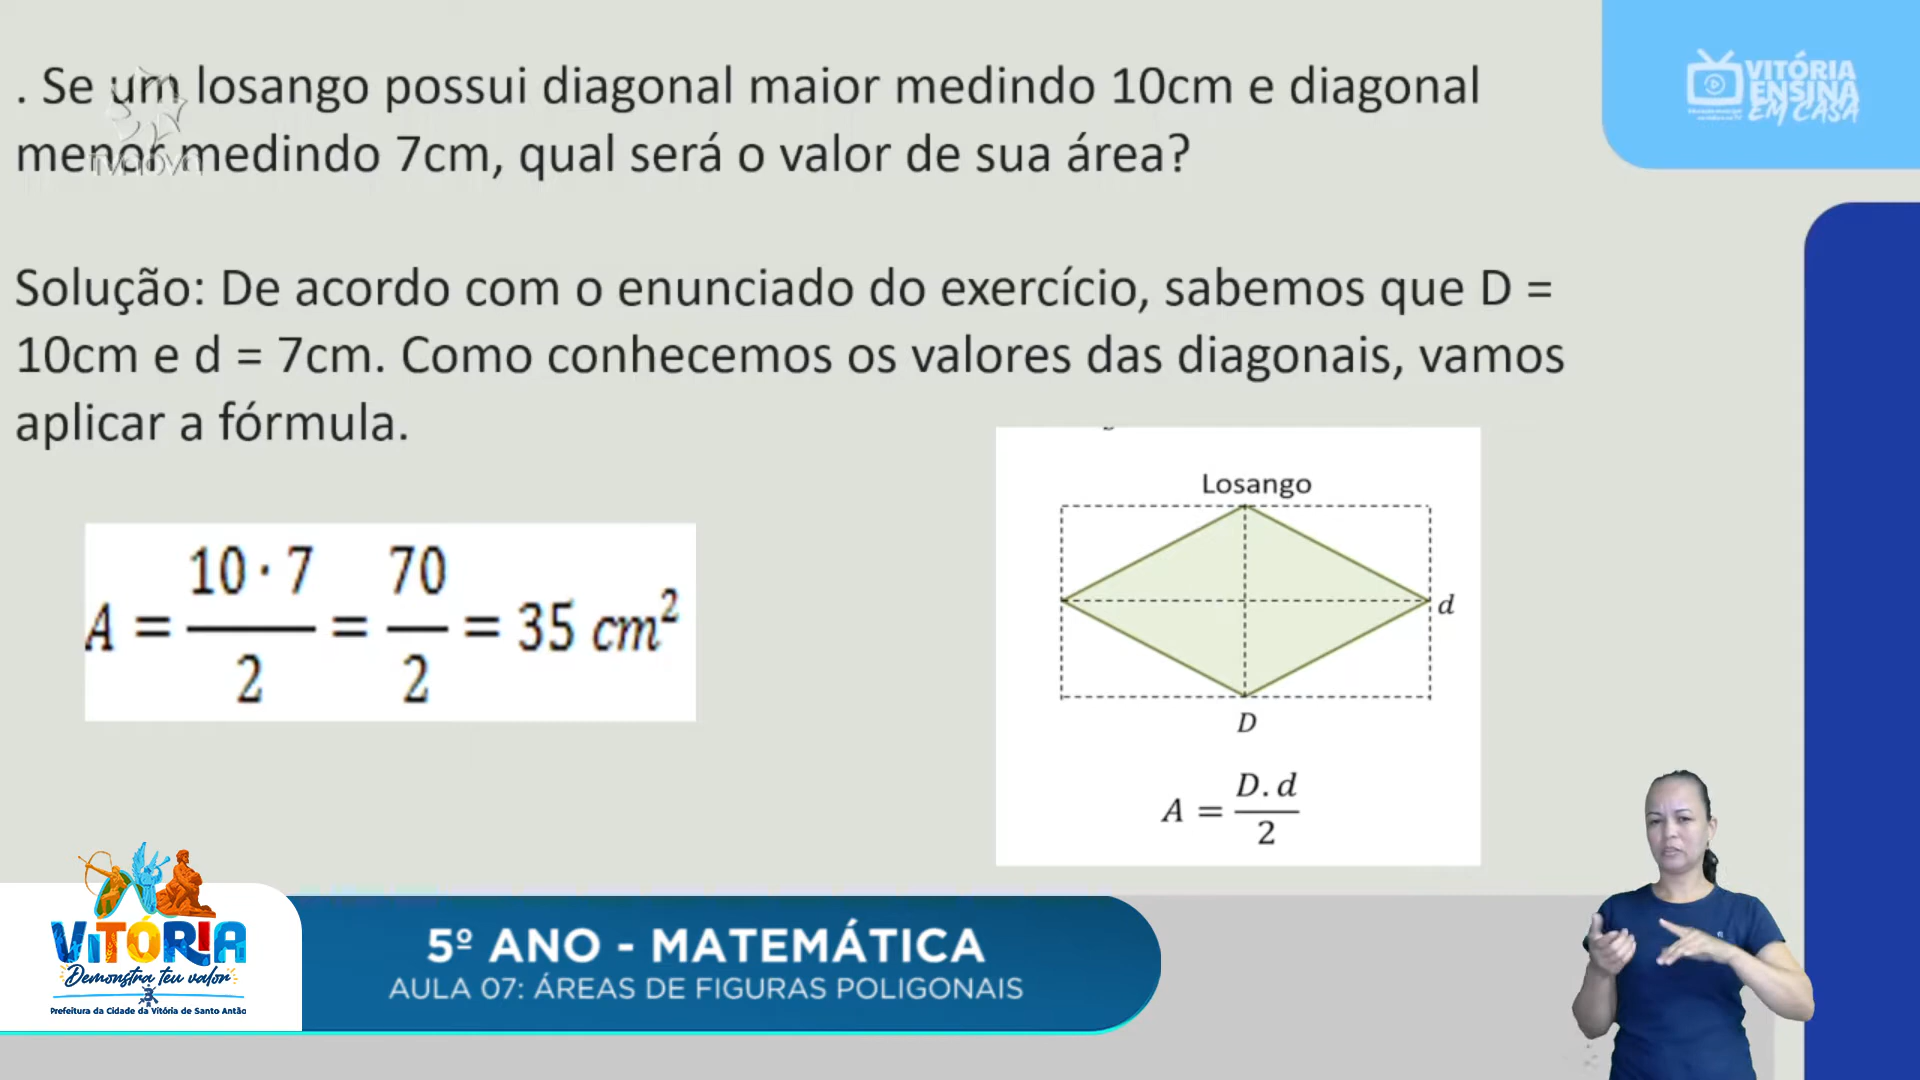 . Se um losango possui diagonal maior medindo 10cm e diagonal
menor medindo 7cm, qual será o valor de sua área?
Solução: De acordo com o enunciado do exercício, sabemos que D =
10cm e d = 7cm. Como conhecemos os valores das diagonais, vamos
aplicar a fórmula.
A = 10·7/2 = 70/2 = 35 cm²
Losango
d
D
A = D.d/2
VITÓRIA
ENSINA
EM CASA
tvnova
VITÓRIA
Demonstra teu valor
Prefeitura da Cidade da Vitória de Santo Antão
5º ANO - MATEMÁTICA
AULA 07: ÁREAS DE FIGURAS POLIGONAIS